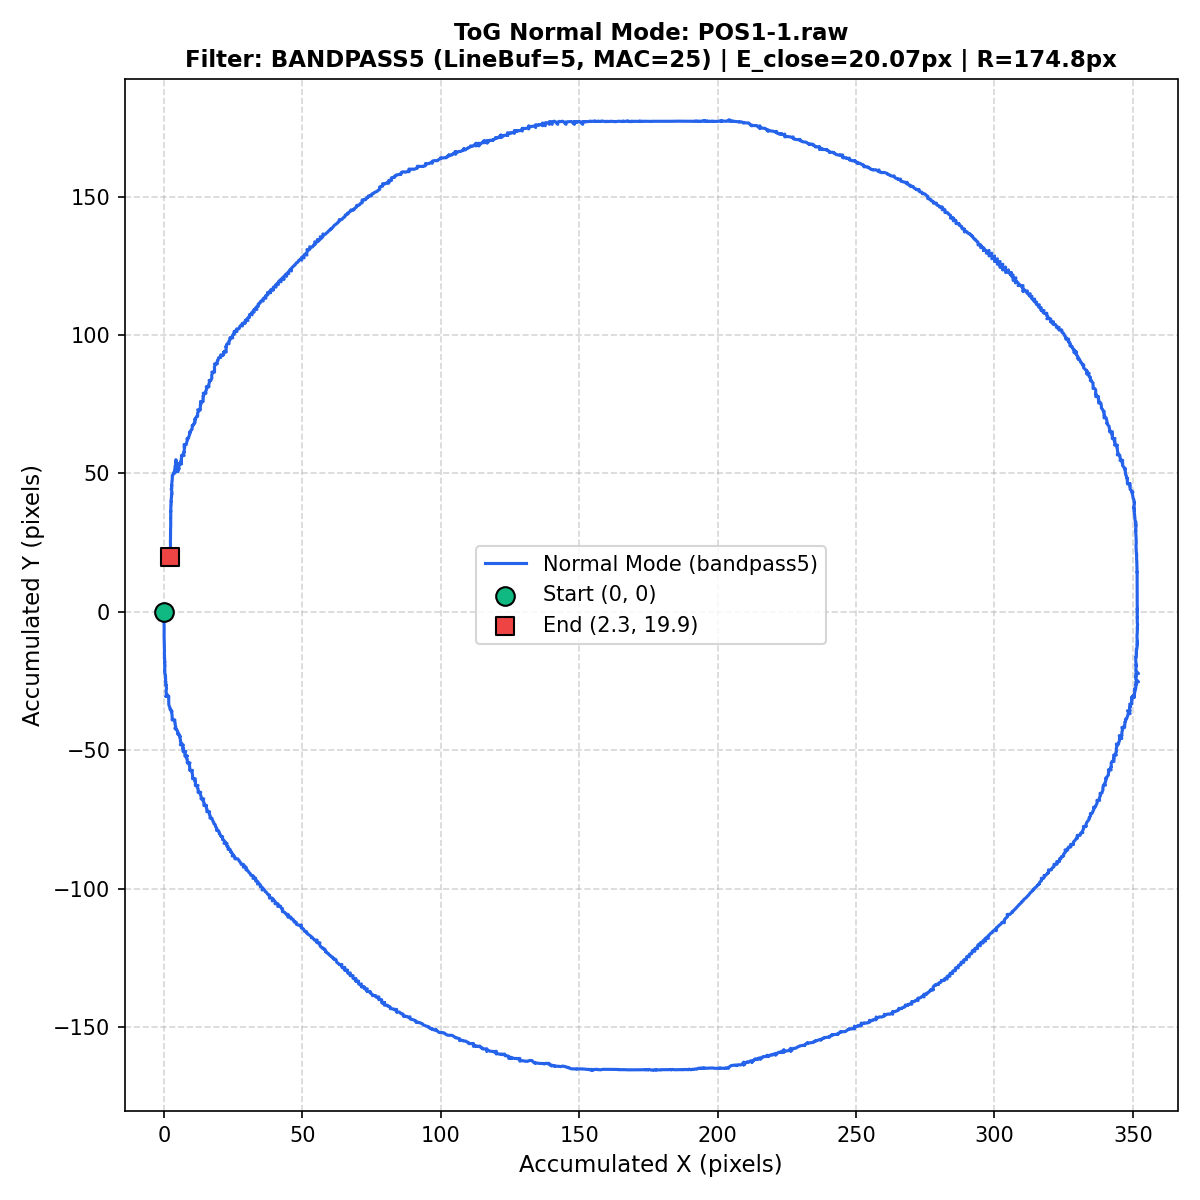 ToG Normal Mode: POS1-1.raw
Filter: BANDPASS5 (LineBuf=5, MAC=25) | E_close=20.07px | R=174.8px
Accumulated Y (pixels)
150
100
50
0
−50
−100
−150
Normal Mode (bandpass5)
Start (0, 0)
End (2.3, 19.9)
0 50 100 150 200 250 300 350
Accumulated X (pixels)